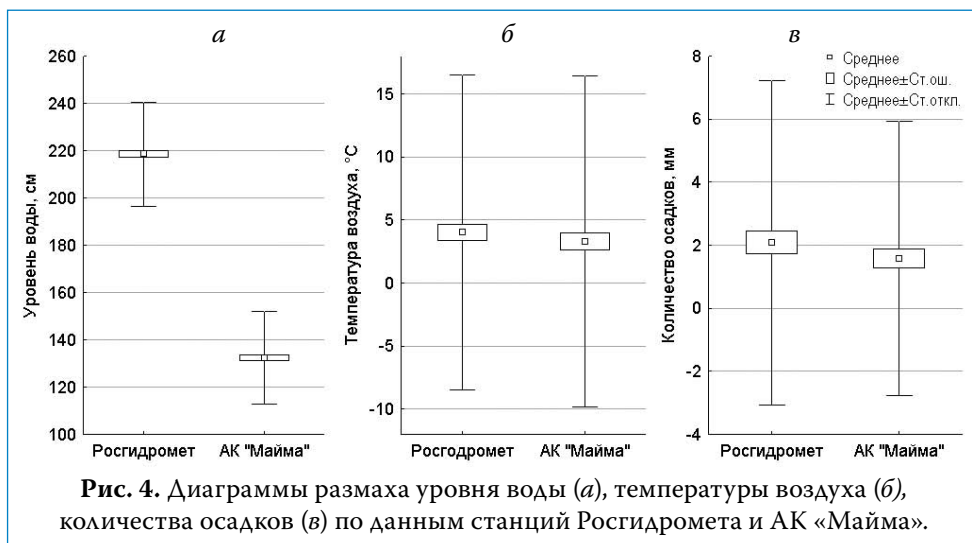 а
260
240
220
200
180
160
140
120
100
Уровень воды, см
Росгидромет
АК "Майма"
б
15
10
5
0
-5
-10
Температура воздуха, °С
Росгодромет
АК "Майма"
в
8
6
4
2
0
-2
-4
Количество осадков, мм
Среднее
Среднее±Ст.ош.
Среднее±Ст.откл.
Росгидромет
АК "Майма"
Рис. 4. Диаграммы размаха уровня воды (а), температуры воздуха (б),
количества осадков (в) по данным станций Росгидромета и АК «Майма».